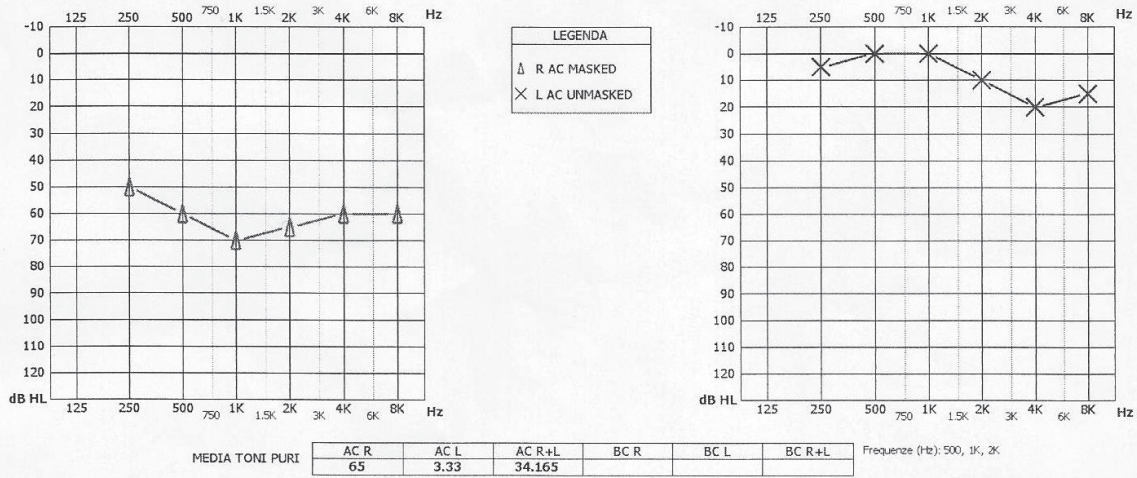 125 250 500 750 1K 1.5K 2K 3K 4K 6K 8K Hz
-10
0
10
20
30
40
50
60
70
80
90
100
110
120
dB HL
125 250 500 750 1K 1.5K 2K 3K 4K 6K 8K Hz
LEGENDA
R AC MASKED
L AC UNMASKED
125 250 500 750 1K 1.5K 2K 3K 4K 6K 8K Hz
-10
0
10
20
30
40
50
60
70
80
90
100
110
120
dB HL
125 250 500 750 1K 1.5K 2K 3K 4K 6K 8K Hz
MEDIA TONI PURI
AC R AC L AC R+L BC R BC L BC R+L
65 3.33 34.165
Frequenze (Hz): 500, 1K, 2K